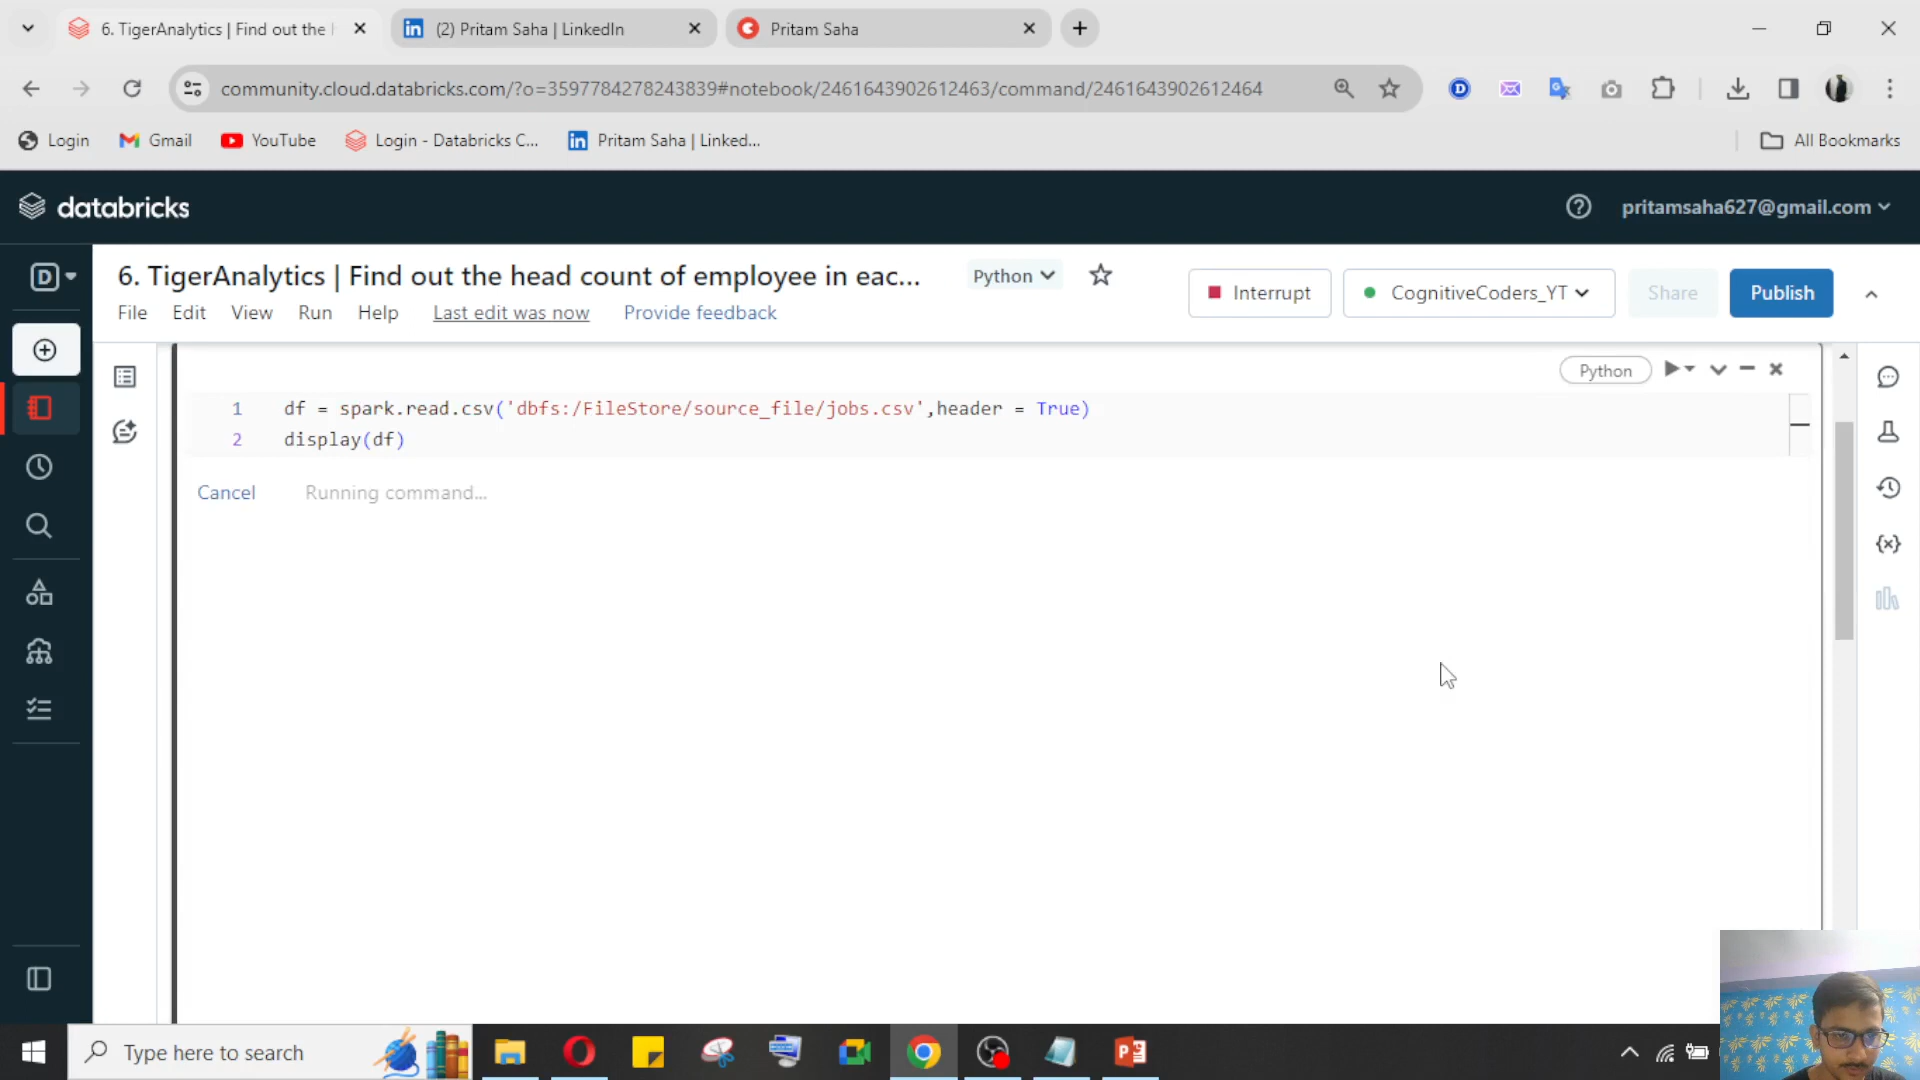 6. TigerAnalytics | Find out the
(2) Pritam Saha | LinkedIn
Pritam Saha
community.cloud.databricks.com/?o=3597784278243839#notebook/2461643902612463/command/2461643902612464
Login
Gmail
YouTube
Login - Databricks C...
Pritam Saha | Linked...
All Bookmarks
databricks
pritamsaha627@gmail.com
D
6. TigerAnalytics | Find out the head count of employee in eac...
Python
Interrupt
CognitiveCoders_YT
Share
Publish
File Edit View Run Help Last edit was now Provide feedback
Python
1 df = spark.read.csv('dbfs:/FileStore/source_file/jobs.csv',header = True)
2 display(df)
Cancel Running command...
Type here to search